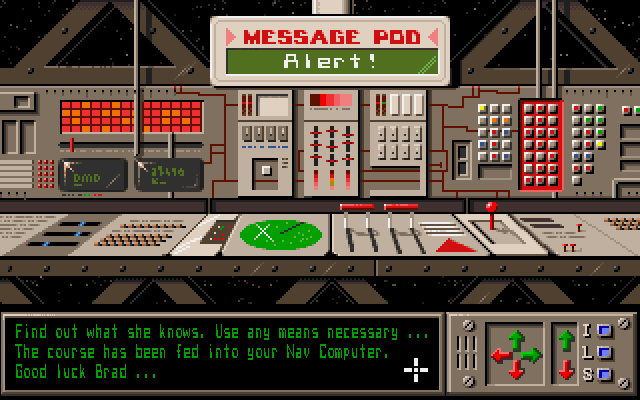 MESSAGE POD
Alert!
DMD
Find out what she knows. Use any means necessary ...
The course has been fed into your Nav Computer.
Good luck Brad ...
I
L
S